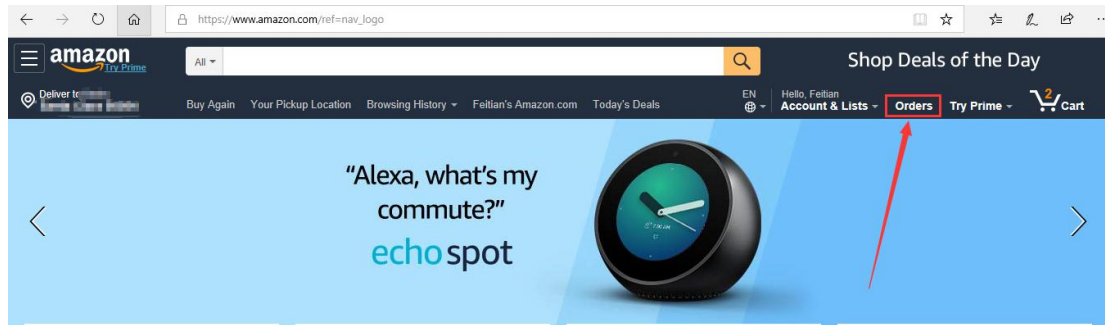 https://www.amazon.com/ref=nav_logo
amazon
Try Prime
All
Shop Deals of the Day
Deliver to
Buy Again Your Pickup Location Browsing History Feitian's Amazon.com Today's Deals
EN
Hello, Feitian
Account & Lists Orders Try Prime 2 Cart
“Alexa, what's my
commute?”
echo spot